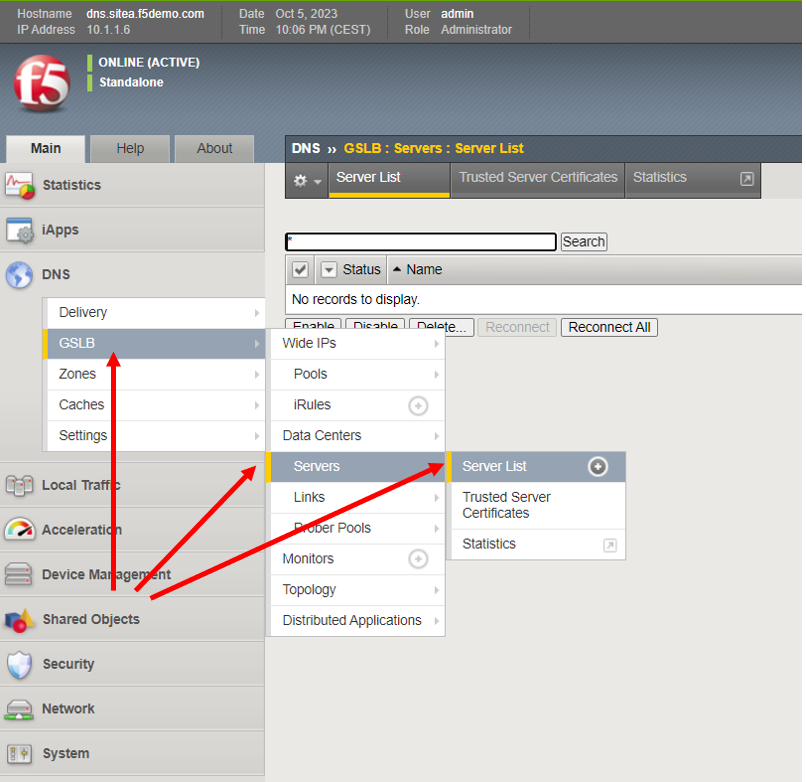 Hostname dns.sitea.f5demo.com Date Oct 5, 2023 User admin
IP Address 10.1.1.6 Time 10:06 PM (CEST) Role Administrator
f5
ONLINE (ACTIVE)
Standalone
Main Help About
DNS ›› GSLB : Servers : Server List
Server List Trusted Server Certificates Statistics
Statistics
iApps
DNS
Delivery
GSLB
Zones
Caches
Settings
Local Traffic
Acceleration
Device Management
Shared Objects
Security
Network
System
* Search
Status Name
No records to display.
Enable Disable Delete... Reconnect Reconnect All
Wide IPs
Pools
iRules
Data Centers
Servers
Links
Prober Pools
Monitors
Topology
Distributed Applications
Server List
Trusted Server
Certificates
Statistics